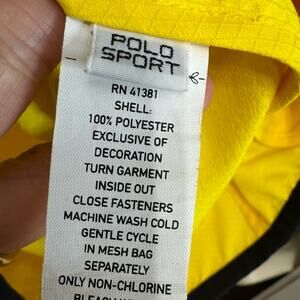 POLO
SPORT
RN 41381
SHELL:
100% POLYESTER
EXCLUSIVE OF
DECORATION
TURN GARMENT
INSIDE OUT
CLOSE FASTENERS
MACHINE WASH COLD
GENTLE CYCLE
IN MESH BAG
SEPARATELY
ONLY NON-CHLORINE
BLEACH